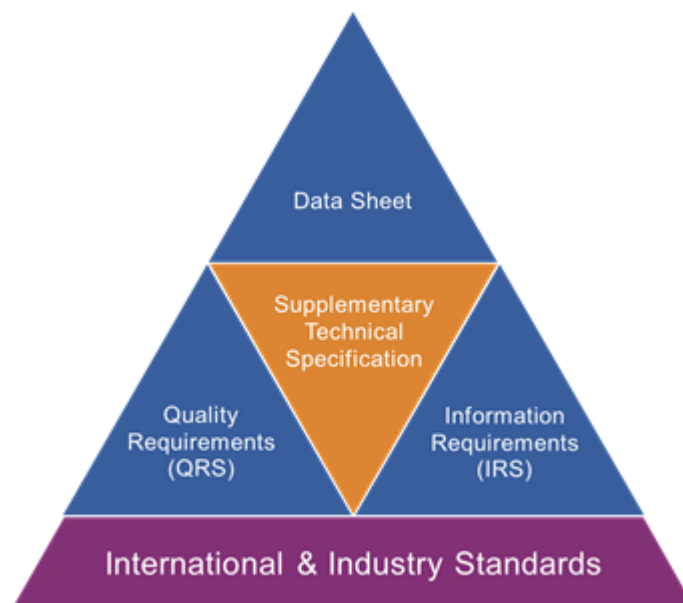 Data Sheet
Supplementary
Technical
Specification
Quality
Requirements
(QRS)
Information
Requirements
(IRS)
International & Industry Standards